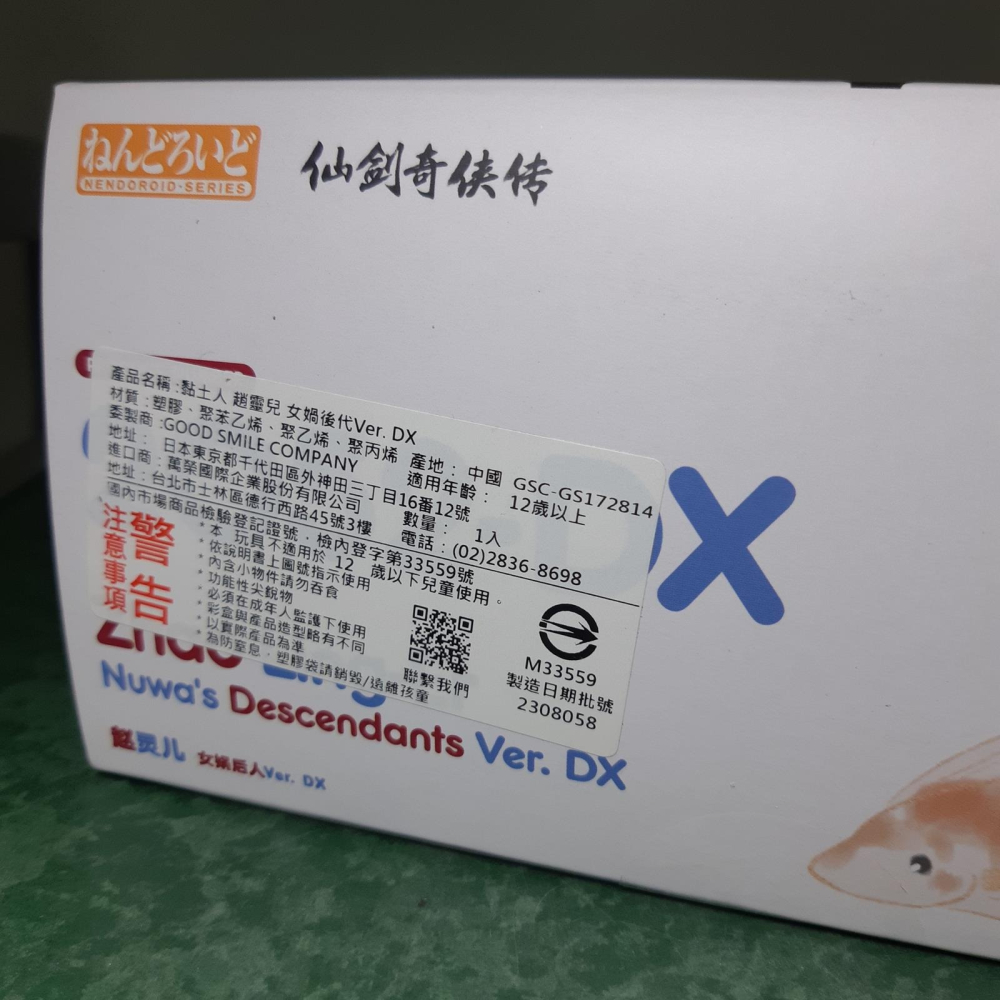 ねんどろいど
NENDOROID·SERIES
仙剑奇侠传
產品名稱:黏土人 趙靈兒 女媧後代Ver. DX
材質:塑膠、聚苯乙烯、聚乙烯、聚丙烯 產地: 中國 GSC-GS172814
委製商:GOOD SMILE COMPANY 適用年齡: 12歲以上
地址: 日本東京都千代田區外神田三丁目16番12號
進口商:萬榮國際企業股份有限公司 數量: 1入
地址:台北市士林區德行西路45號3樓 電話:(02)2836-8698
國內市場商品檢驗登記證號:檢內登字第33559號
警告
注意事項
*本 玩具不適用於 12 歲以下兒童使用。
*依說明書上圖號指示使用
*內含小物件請勿吞食
*功能性尖銳物
*必須在成年人監護下使用
*彩盒與產品造型略有不同
*以實際產品為準
*為防窒息,塑膠袋請銷毀/遠離孩童
聯繫我們
M33559
製造日期批號
2308058
DX
Zhao Ling
Nuwa's Descendants Ver. DX
赵灵儿 女娲后人Ver. DX